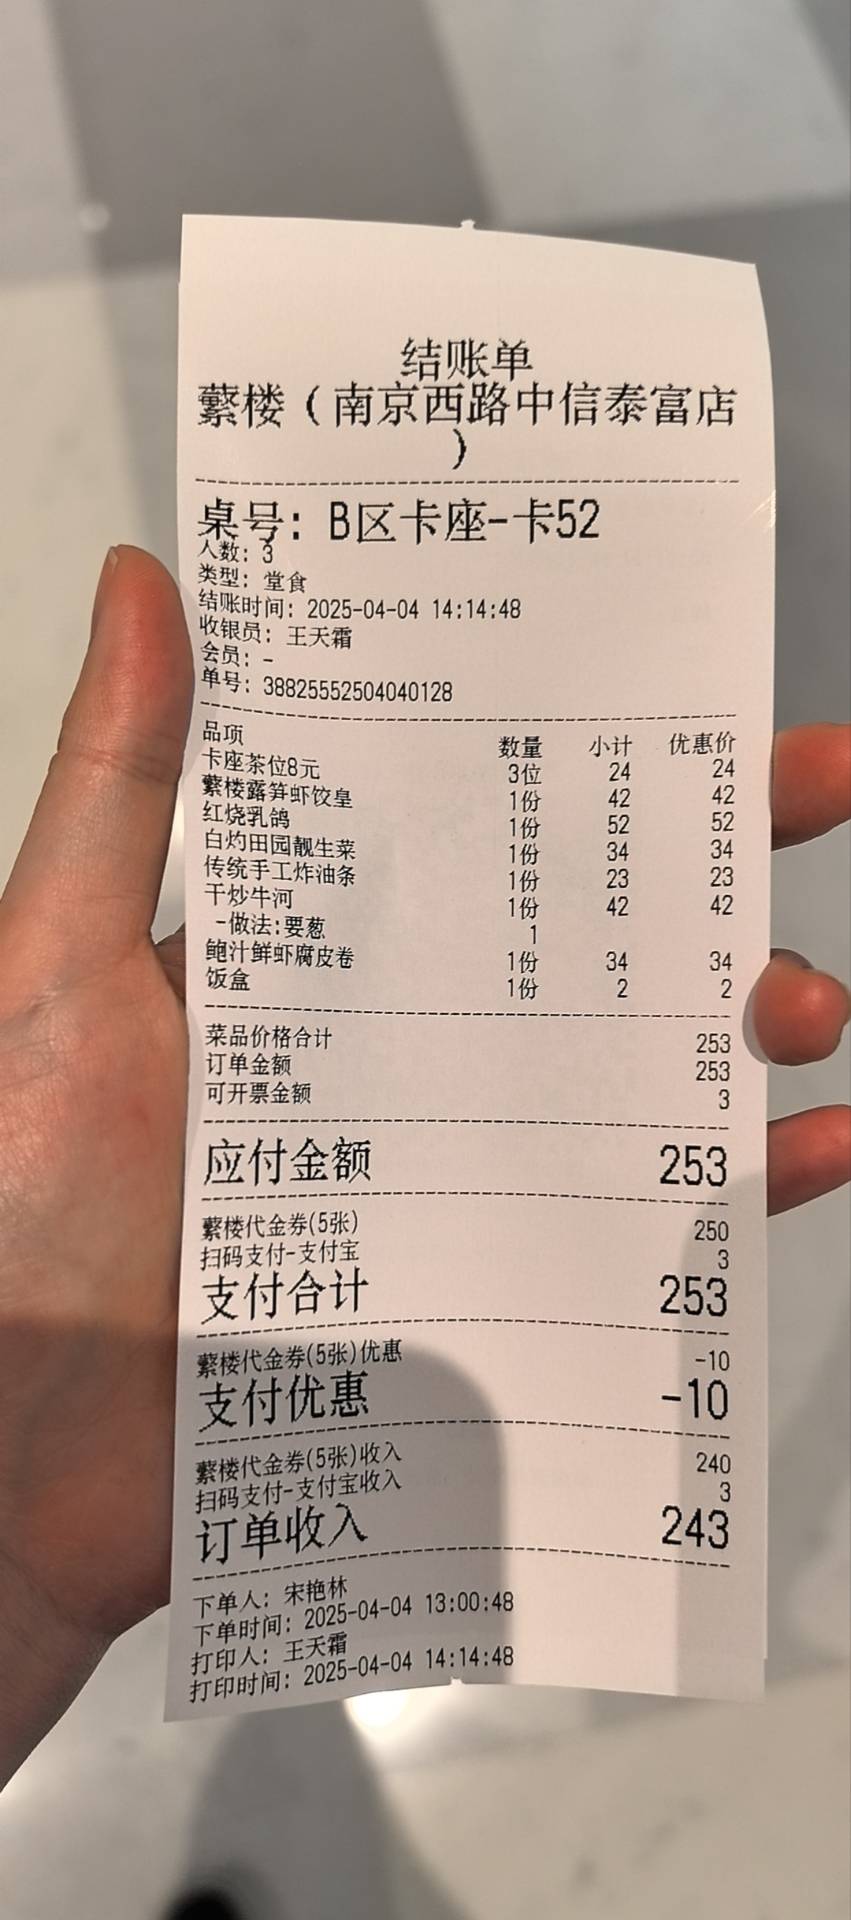 结账单
蘩楼（南京西路中信泰富店
）
桌号: B区卡座-卡52
人数: 3
类型: 堂食
结账时间: 2025-04-04 14:14:48
收银员: 王天霜
会员: -
单号: 38825552504040128
品项 数量 小计 优惠价
卡座茶位8元 3位 24 24
蘩楼露笋虾饺皇 1份 42 42
红烧乳鸽 1份 52 52
白灼田园靓生菜 1份 34 34
传统手工炸油条 1份 23 23
干炒牛河 1份 42 42
-做法:要葱 1
鲍汁鲜虾腐皮卷 1份 34 34
饭盒 1份 2 2
菜品价格合计 253
订单金额 253
可开票金额 3
应付金额 253
蘩楼代金券(5张) 250
扫码支付-支付宝 3
支付合计 253
蘩楼代金券(5张)优惠 -10
支付优惠 -10
蘩楼代金券(5张)收入 240
扫码支付-支付宝收入 3
订单收入 243
下单人: 宋艳林
下单时间: 2025-04-04 13:00:48
打印人: 王天霜
打印时间: 2025-04-04 14:14:48